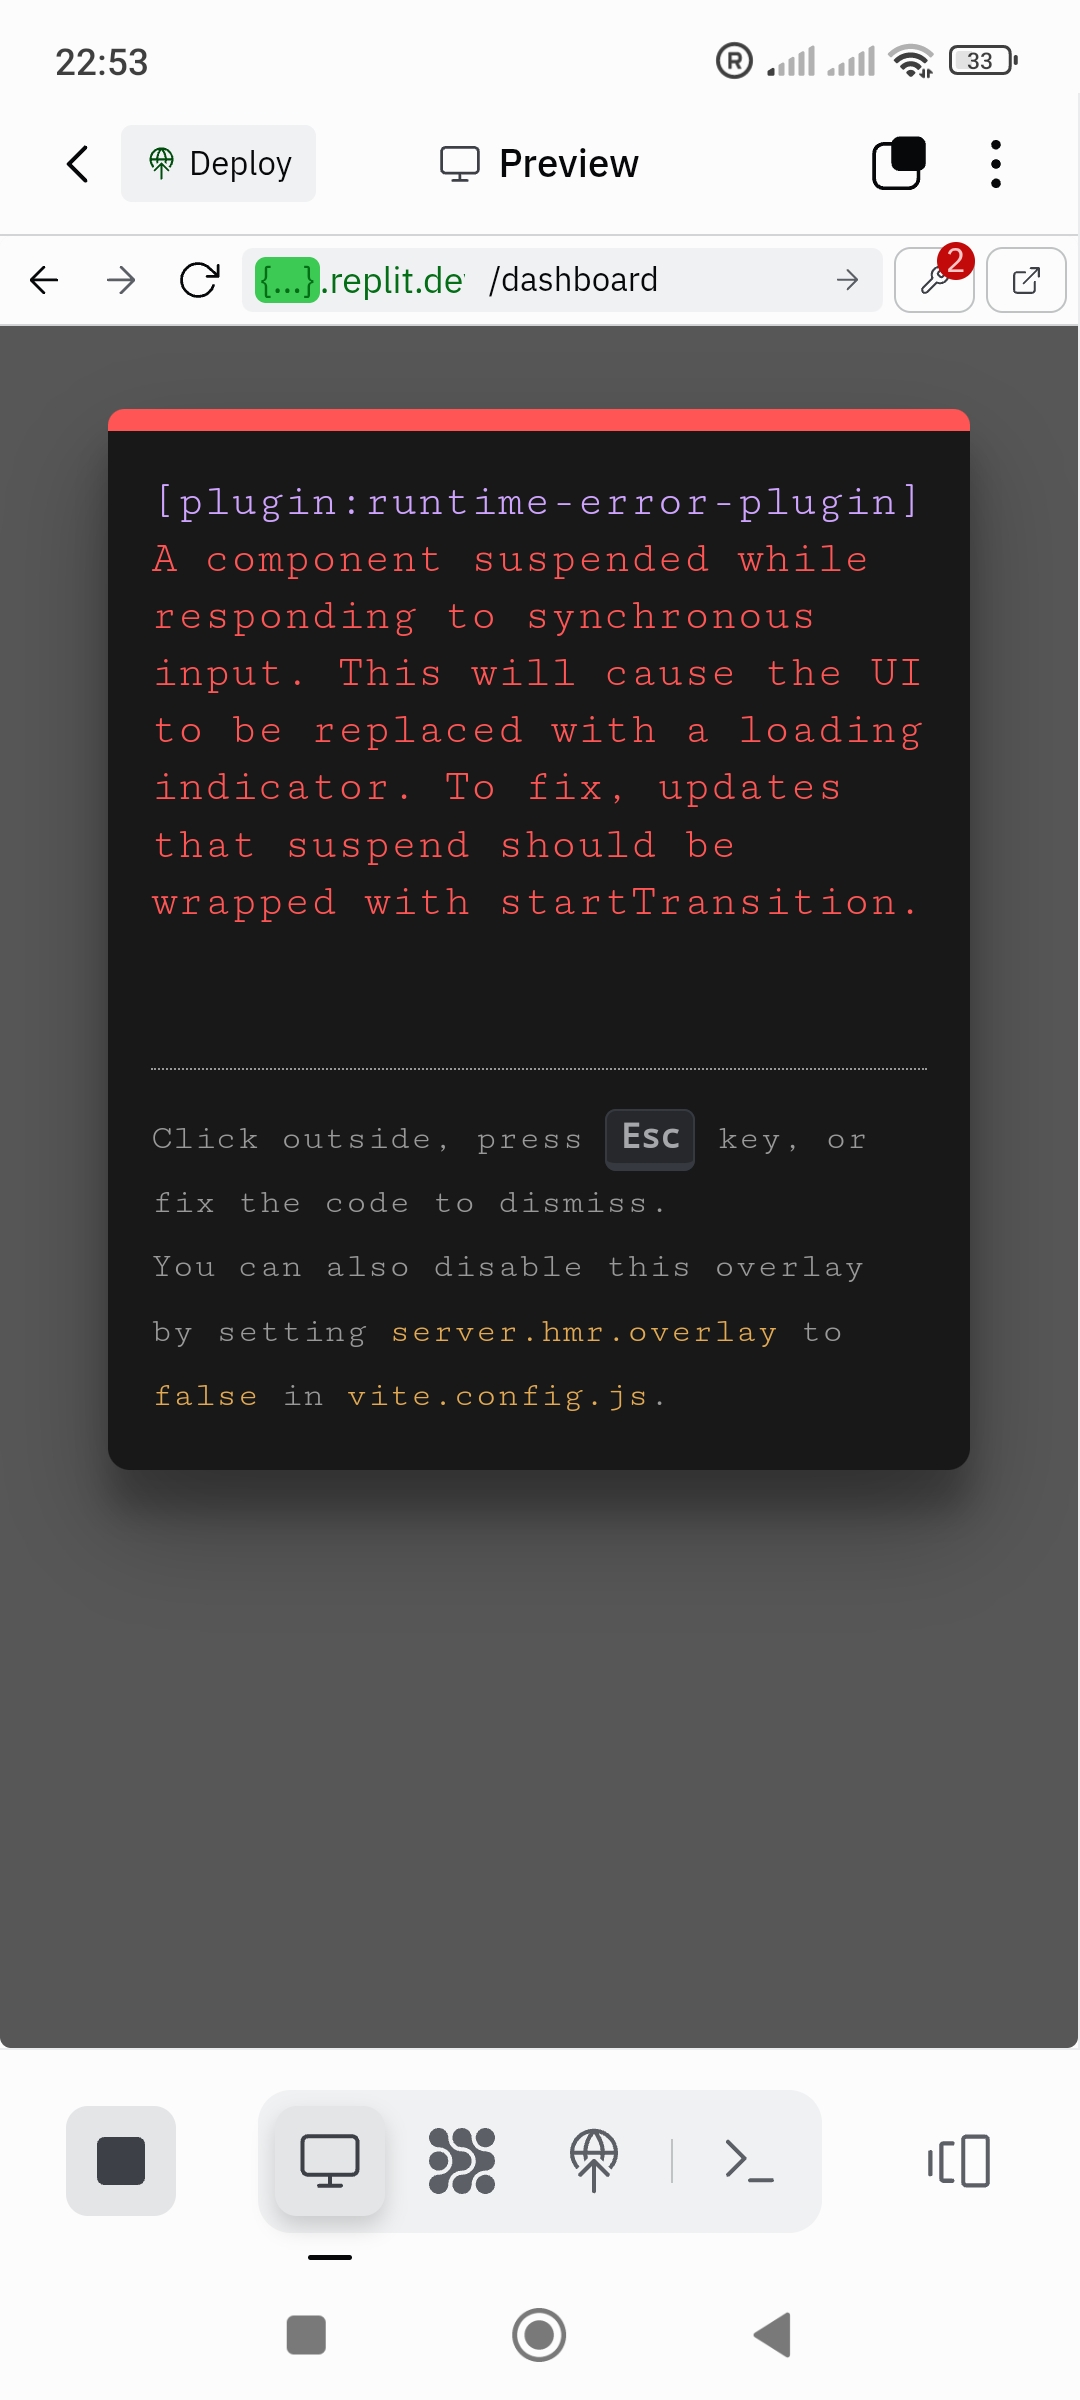 22:53
R
33
Deploy
Preview
{...}.replit.de /dashboard
2
[plugin:runtime-error-plugin]
A component suspended while
responding to synchronous
input. This will cause the UI
to be replaced with a loading
indicator. To fix, updates
that suspend should be
wrapped with startTransition.
Click outside, press Esc key, or
fix the code to dismiss.
You can also disable this overlay
by setting server.hmr.overlay to
false in vite.config.js.